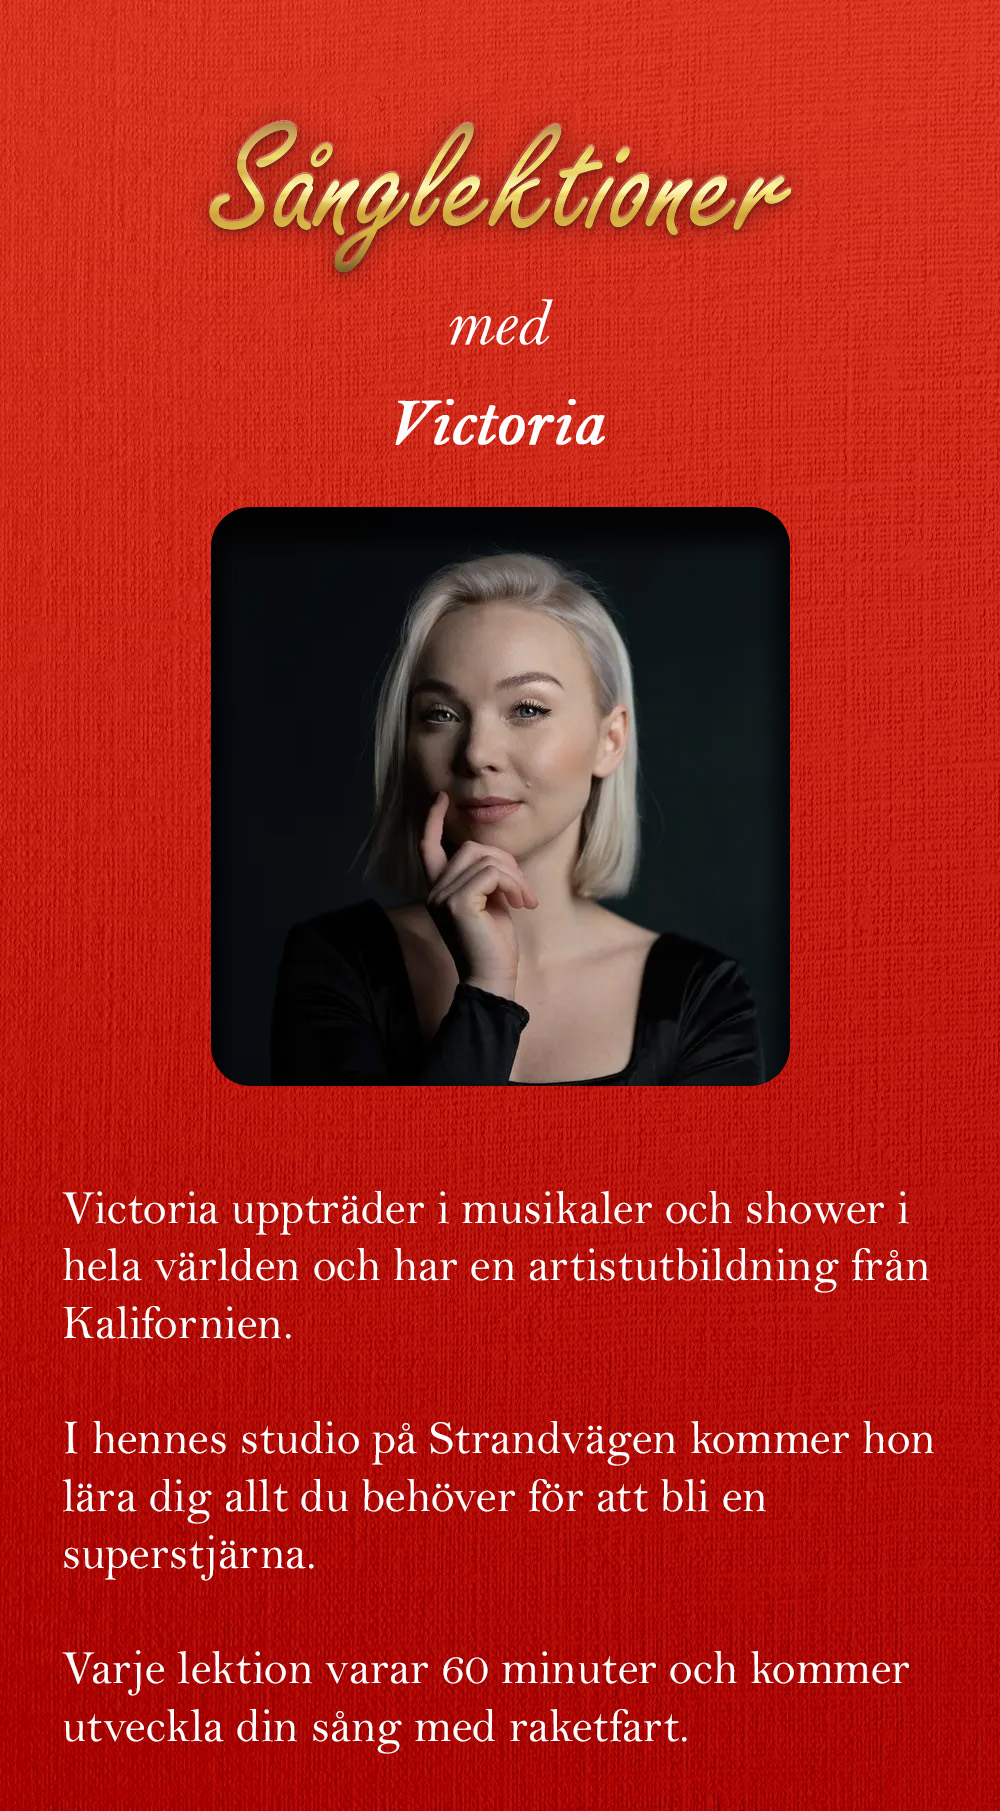 Sånglektioner
med
Victoria
Victoria uppträder i musikaler och shower i
hela världen och har en artistutbildning från
Kalifornien.
I hennes studio på Strandvägen kommer hon
lära dig allt du behöver för att bli en
superstjärna.
Varje lektion varar 60 minuter och kommer
utveckla din sång med raketfart.